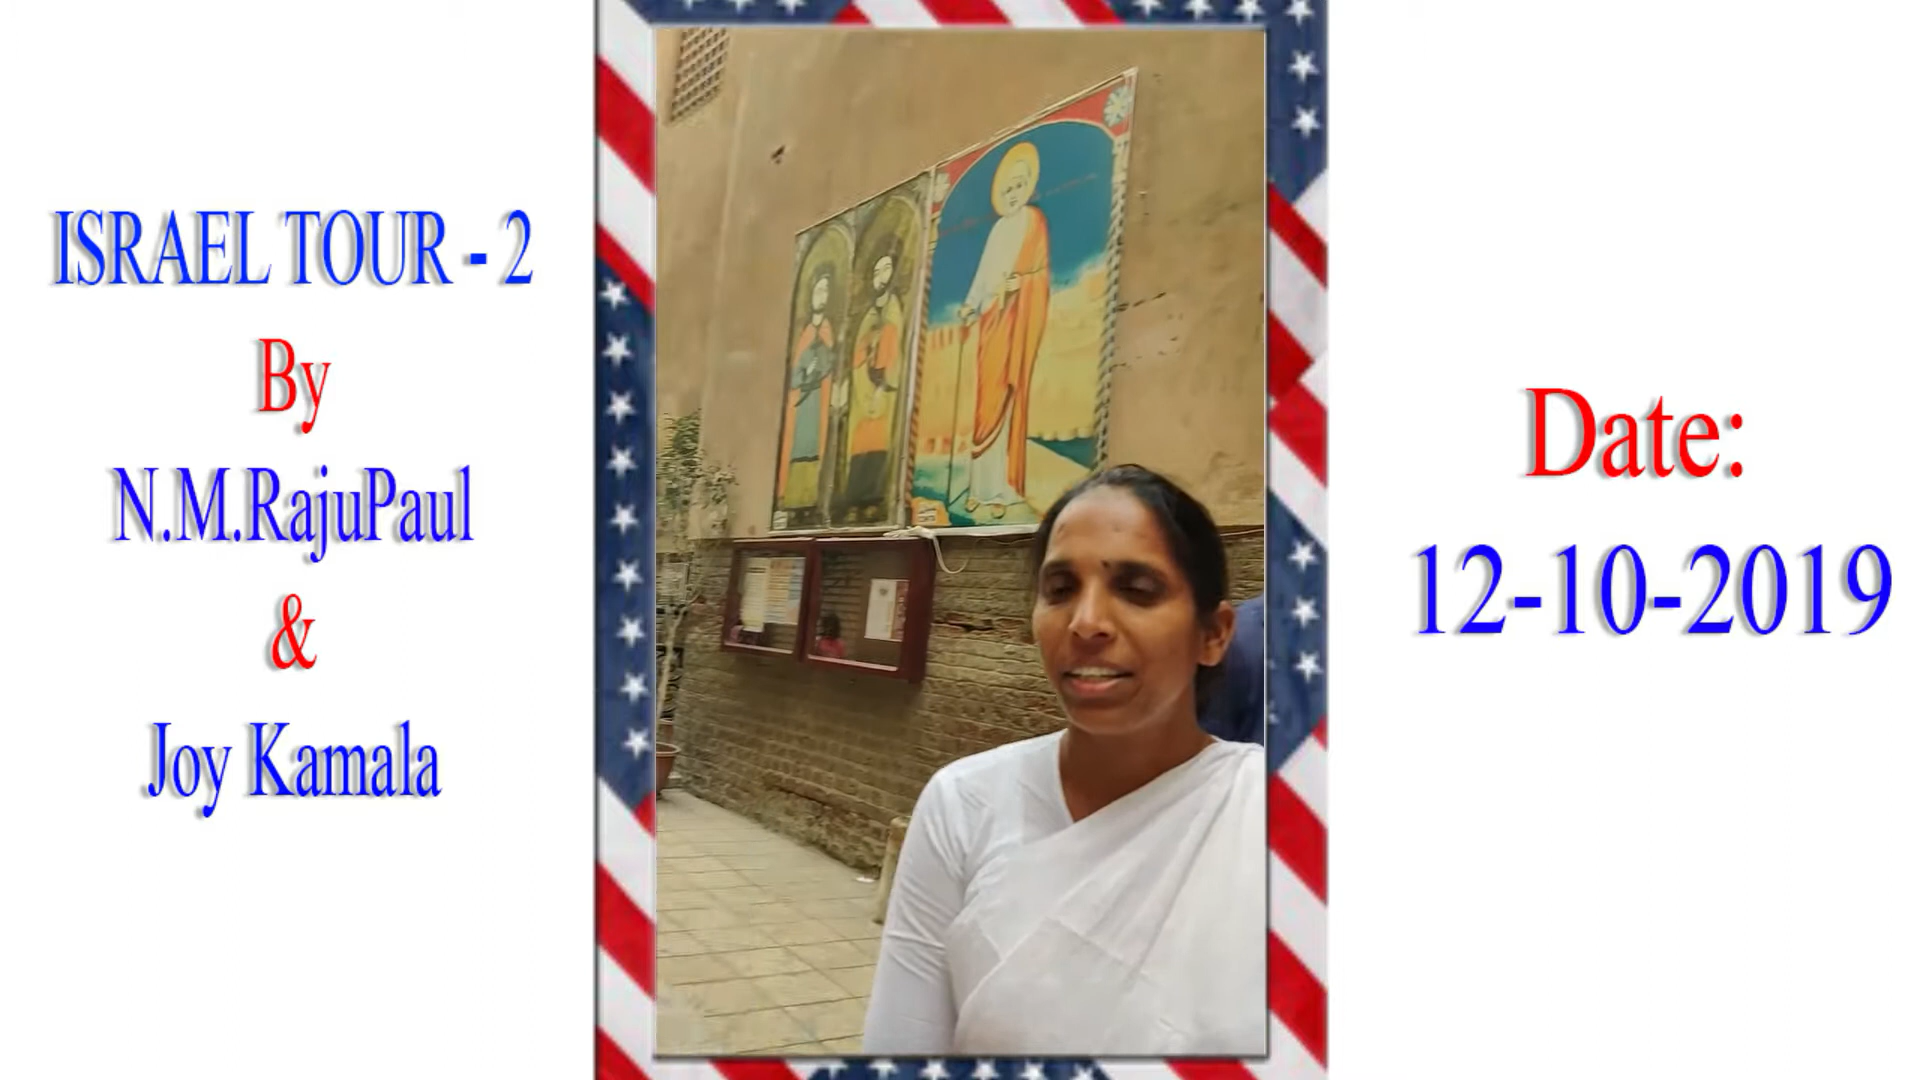 ISRAEL TOUR - 2
By
N.M.RajuPaul
&
Joy Kamala
Date:
12-10-2019